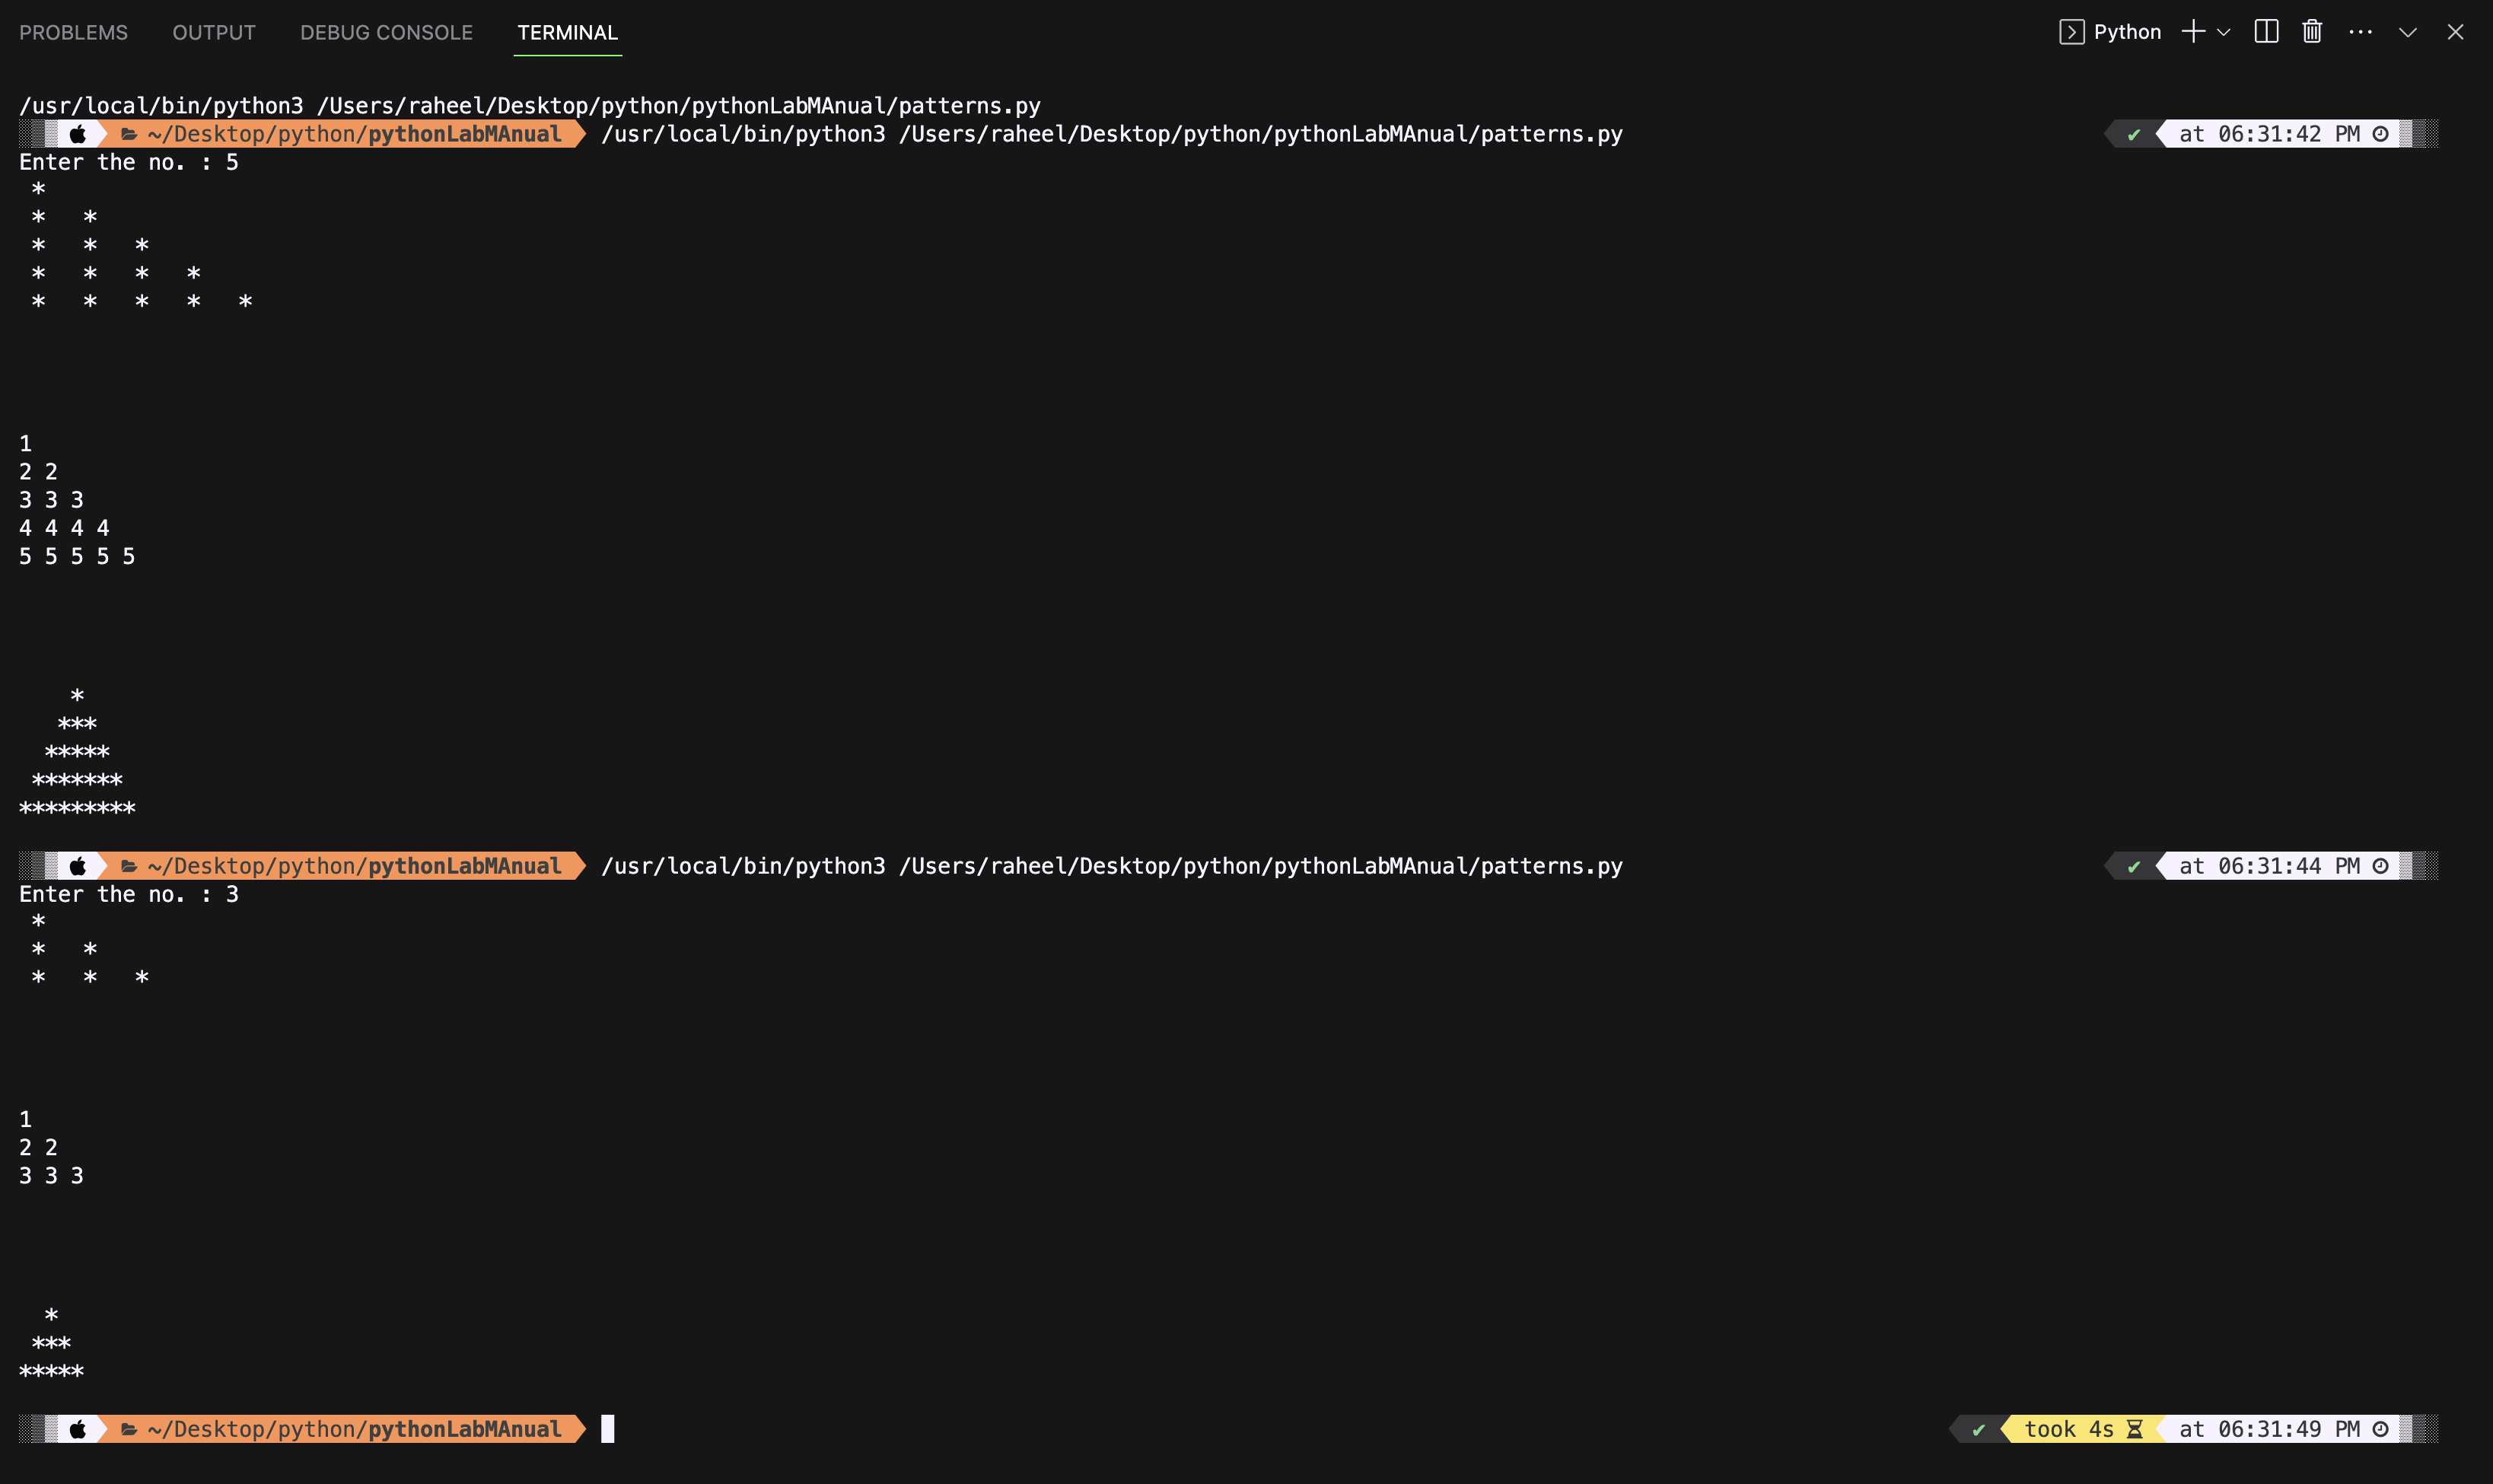 PROBLEMS OUTPUT DEBUG CONSOLE TERMINAL Python
/usr/local/bin/python3 /Users/raheel/Desktop/python/pythonLabMAnual/patterns.py
~/Desktop/python/pythonLabMAnual /usr/local/bin/python3 /Users/raheel/Desktop/python/pythonLabMAnual/patterns.py ✔ at 06:31:42 PM
Enter the no. : 5
 *
 *   *
 *   *   *
 *   *   *   *
 *   *   *   *   *
1
2 2
3 3 3
4 4 4 4
5 5 5 5 5
    *
   ***
  *****
 *******
*********
~/Desktop/python/pythonLabMAnual /usr/local/bin/python3 /Users/raheel/Desktop/python/pythonLabMAnual/patterns.py ✔ at 06:31:44 PM
Enter the no. : 3
 *
 *   *
 *   *   *
1
2 2
3 3 3
  *
 ***
*****
~/Desktop/python/pythonLabMAnual ✔ took 4s at 06:31:49 PM